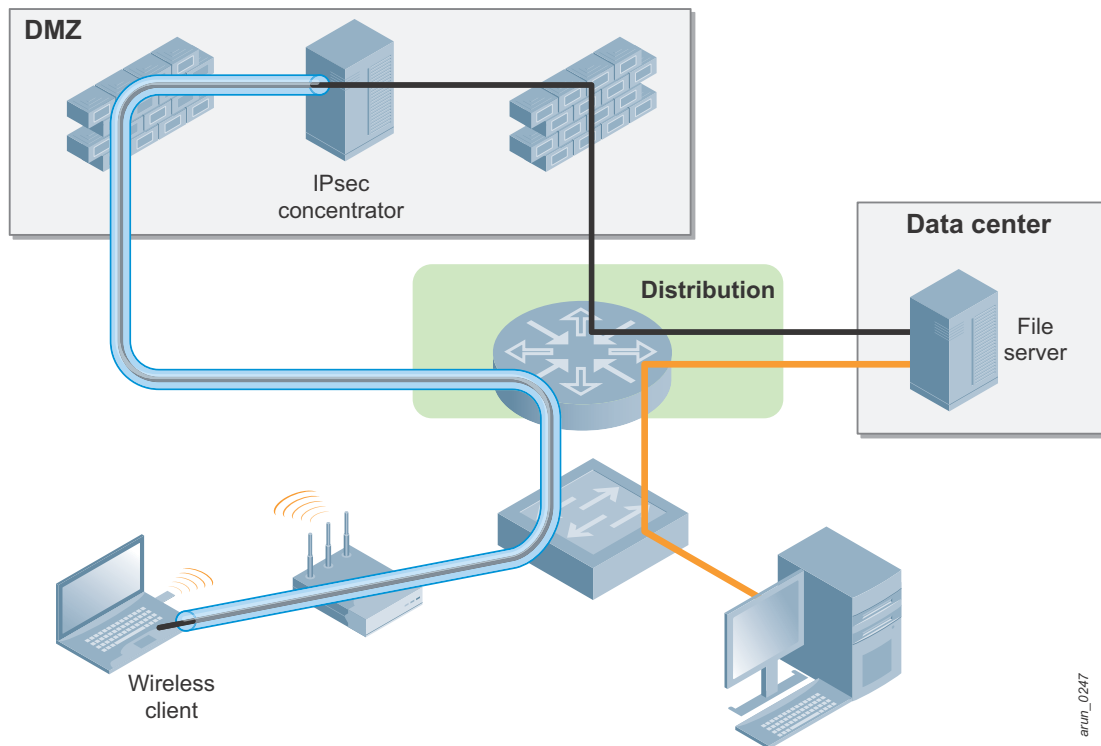 DMZ
IPsec
concentrator
Data center
Distribution
File
server
Wireless
client
arun_0247